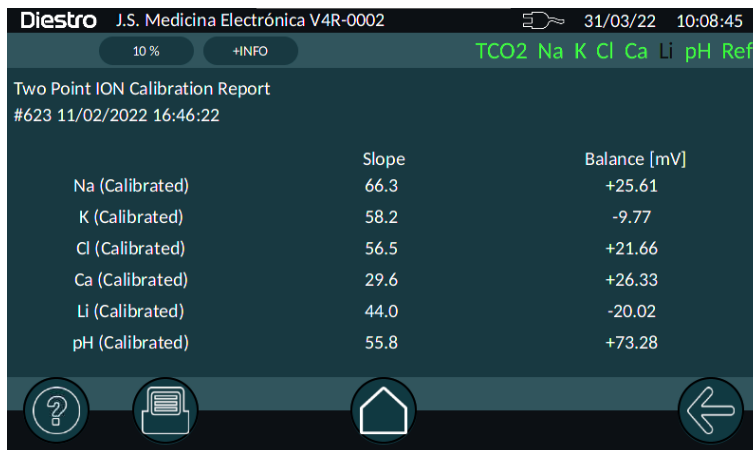 Diestro J.S. Medicina Electrónica V4R-0002 31/03/22 10:08:45
10 % +INFO TCO2 Na K Cl Ca Li pH Ref
Two Point ION Calibration Report
#623 11/02/2022 16:46:22
Slope Balance [mV]
Na (Calibrated) 66.3 +25.61
K (Calibrated) 58.2 -9.77
Cl (Calibrated) 56.5 +21.66
Ca (Calibrated) 29.6 +26.33
Li (Calibrated) 44.0 -20.02
pH (Calibrated) 55.8 +73.28
?